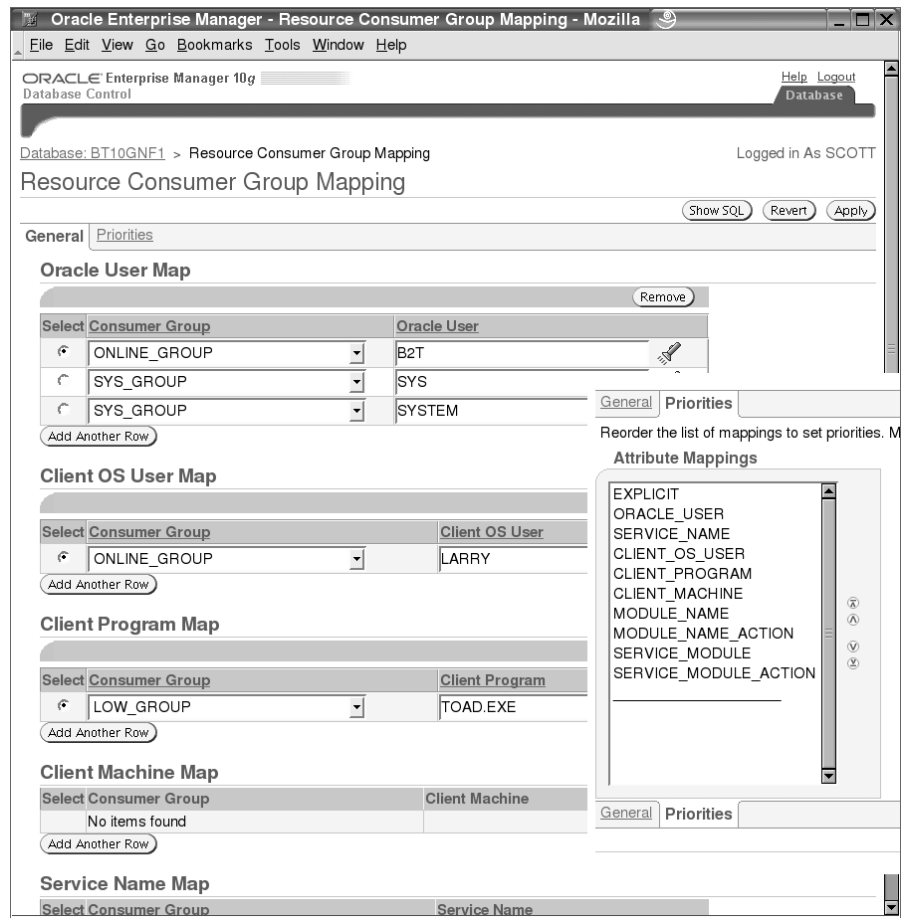 Oracle Enterprise Manager - Resource Consumer Group Mapping - Mozilla
File Edit View Go Bookmarks Tools Window Help
ORACLE Enterprise Manager 10g
Database Control
Help Logout
Database
Database: BT10GNF1 > Resource Consumer Group Mapping
Logged in As SCOTT
Resource Consumer Group Mapping
Show SQL Revert Apply
General Priorities
Oracle User Map
Remove
Select Consumer Group Oracle User
ONLINE_GROUP B2T
SYS_GROUP SYS
SYS_GROUP SYSTEM
Add Another Row
Client OS User Map
Select Consumer Group Client OS User
ONLINE_GROUP LARRY
Add Another Row
Client Program Map
Select Consumer Group Client Program
LOW_GROUP TOAD.EXE
Add Another Row
Client Machine Map
Select Consumer Group Client Machine
No items found
Add Another Row
Service Name Map
Select Consumer Group Service Name
General Priorities
Reorder the list of mappings to set priorities. M
Attribute Mappings
EXPLICIT
ORACLE_USER
SERVICE_NAME
CLIENT_OS_USER
CLIENT_PROGRAM
CLIENT_MACHINE
MODULE_NAME
MODULE_NAME_ACTION
SERVICE_MODULE
SERVICE_MODULE_ACTION
General Priorities